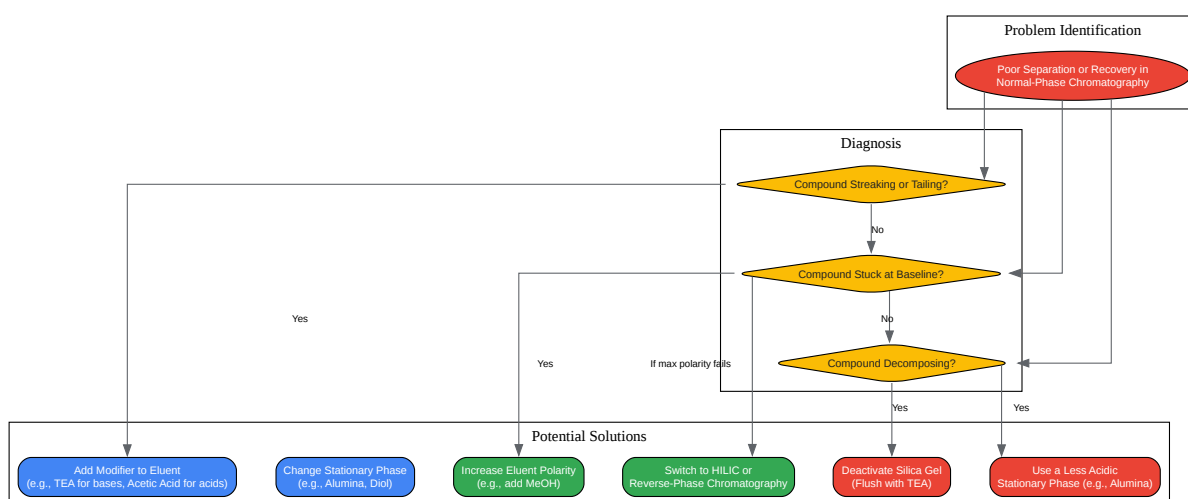 Problem Identification
Poor Separation or Recovery in
Normal-Phase Chromatography
Diagnosis
Compound Streaking or Tailing?
No
Compound Stuck at Baseline?
Yes
No
Yes
If max polarity fails
Compound Decomposing?
Yes
Yes
Potential Solutions
Add Modifier to Eluent
(e.g., TEA for bases, Acetic Acid for acids)
Change Stationary Phase
(e.g., Alumina, Diol)
Increase Eluent Polarity
(e.g., add MeOH)
Switch to HILIC or
Reverse-Phase Chromatography
Deactivate Silica Gel
(Flush with TEA)
Use a Less Acidic
Stationary Phase (e.g., Alumina)